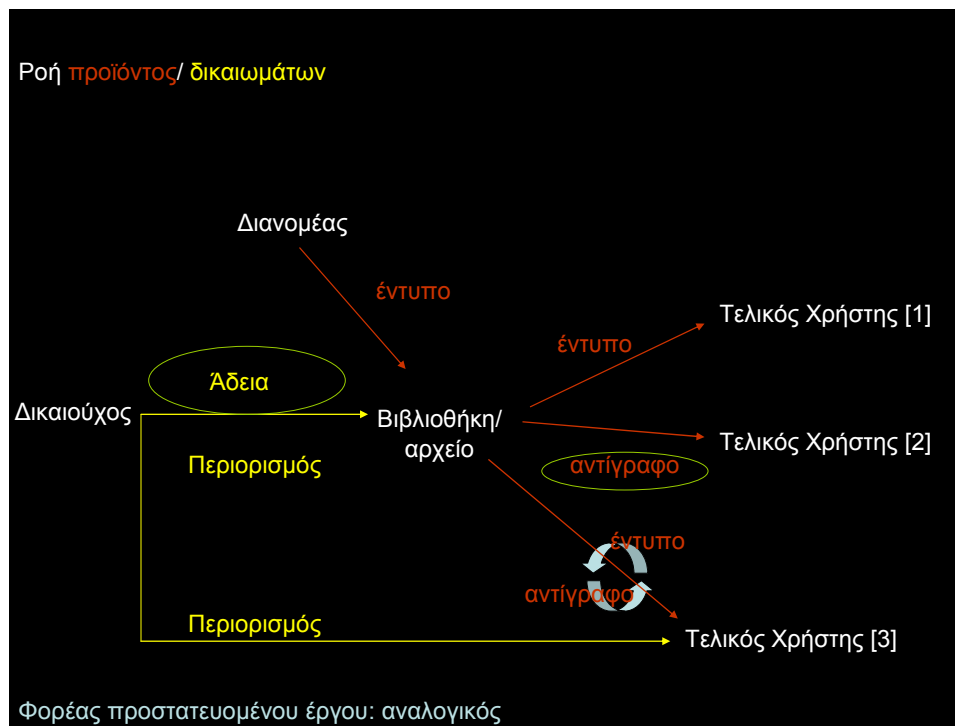 Ροή προϊόντος/ δικαιωμάτων
Διανομέας
έντυπο
Τελικός Χρήστης [1]
έντυπο
Άδεια
Δικαιούχος
Βιβλιοθήκη/
αρχείο
Τελικός Χρήστης [2]
Περιορισμός
αντίγραφο
έντυπο
αντίγραφο
Περιορισμός
Τελικός Χρήστης [3]
Φορέας προστατευομένου έργου: αναλογικός